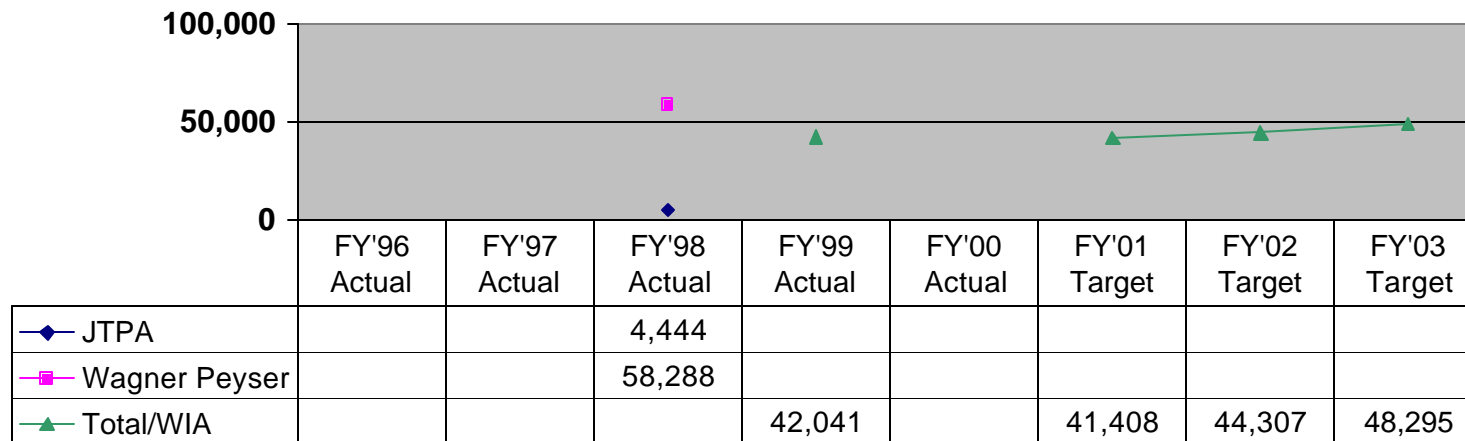 100,000
50,000
0
FY'96 FY'97 FY'98 FY'99 FY'00 FY'01 FY'02 FY'03
Actual Actual Actual Actual Actual Target Target Target
JTPA 4,444
Wagner Peyser 58,288
Total/WIA 42,041 41,408 44,307 48,295